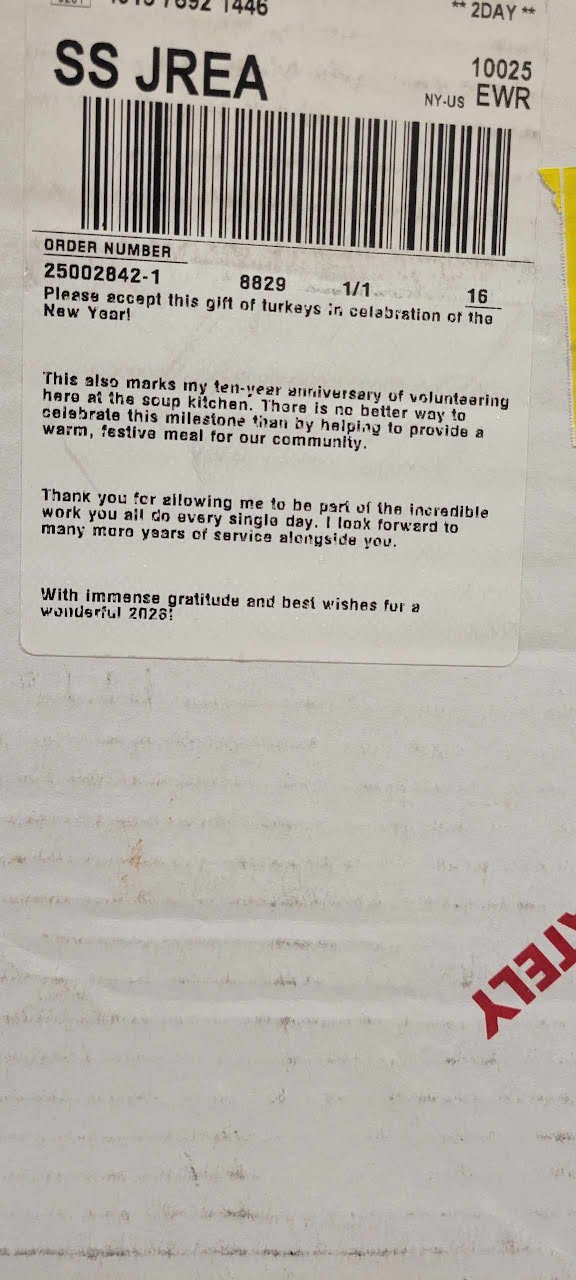 7692 1446
** 2DAY **
SS JREA
10025
NY-US EWR
ORDER NUMBER
25002842-1 8829 1/1 16
Please accept this gift of turkeys in celebration of the
New Year!
This also marks my ten-year anniversary of volunteering
here at the soup kitchen. There is no better way to
celebrate this milestone than by helping to provide a
warm, festive meal for our community.
Thank you for allowing me to be part of the incredible
work you all do every single day. I look forward to
many more years of service alongside you.
With immense gratitude and best wishes for a
wonderful 2026!
TELY